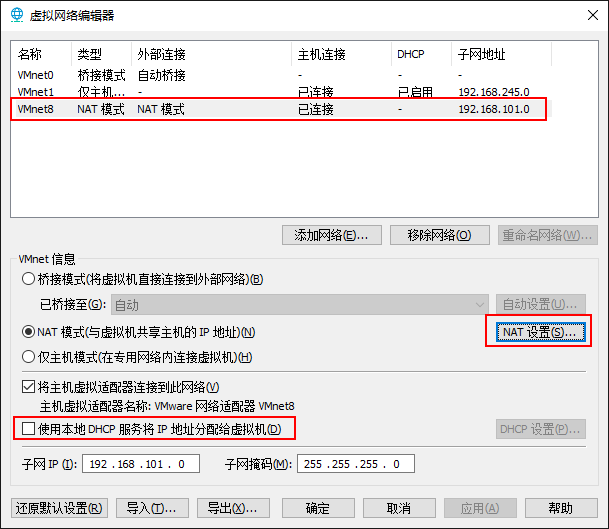 虚拟网络编辑器
名称 类型 外部连接 主机连接 DHCP 子网地址
VMnet0 桥接模式 自动桥接 - - -
VMnet1 仅主机... - 已连接 已启用 192.168.245.0
VMnet8 NAT 模式 NAT 模式 已连接 - 192.168.101.0
添加网络(E)... 移除网络(O) 重命名网络(W)...
VMnet 信息
桥接模式(将虚拟机直接连接到外部网络)(B)
已桥接至(G): 自动 自动设置(U)...
NAT 模式(与虚拟机共享主机的 IP 地址)(N) NAT 设置(S)...
仅主机模式(在专用网络内连接虚拟机)(H)
将主机虚拟适配器连接到此网络(V)
主机虚拟适配器名称: VMware 网络适配器 VMnet8
使用本地 DHCP 服务将 IP 地址分配给虚拟机(D) DHCP 设置(P)...
子网 IP (I): 192 .168 .101 . 0 子网掩码(M): 255 .255 .255 . 0
还原默认设置(R) 导入(T)... 导出(X)... 确定 取消 应用(A) 帮助